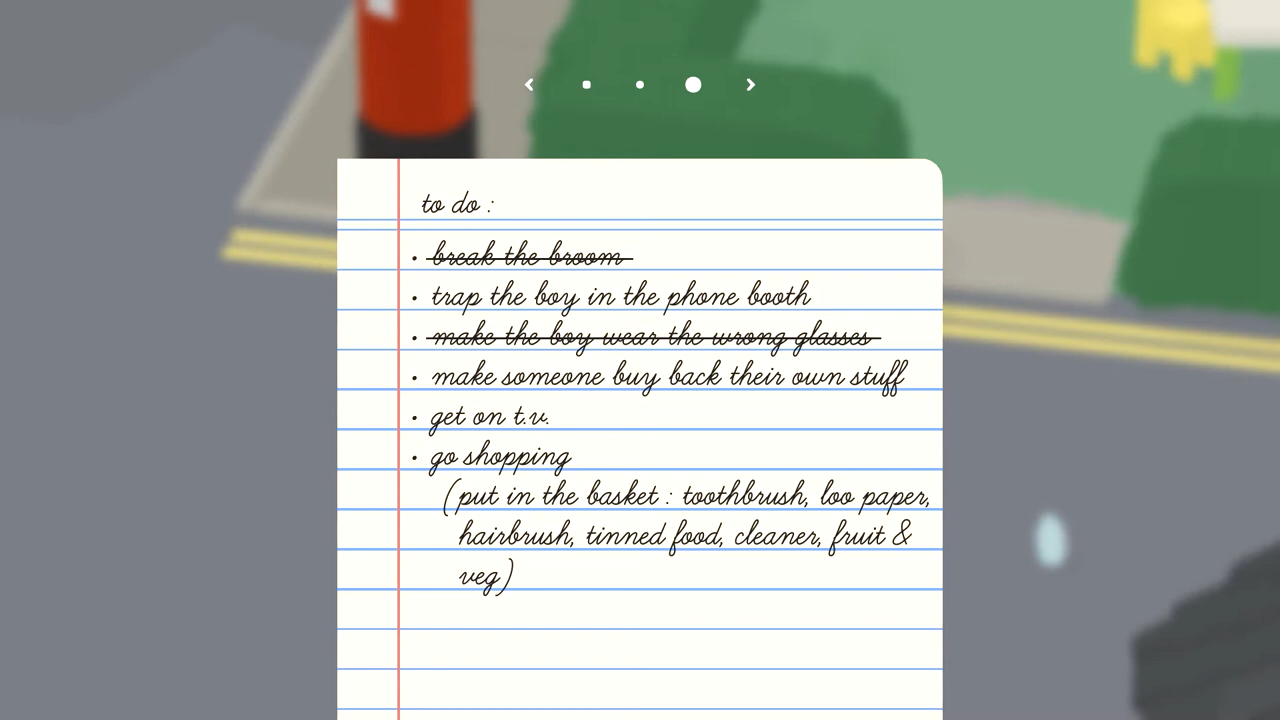 to do :
• break the broom
• trap the boy in the phone booth
• make the boy wear the wrong glasses
• make someone buy back their own stuff
• get on t.v.
• go shopping
(put in the basket : toothbrush, loo paper,
hairbrush, tinned food, cleaner, fruit &
veg)